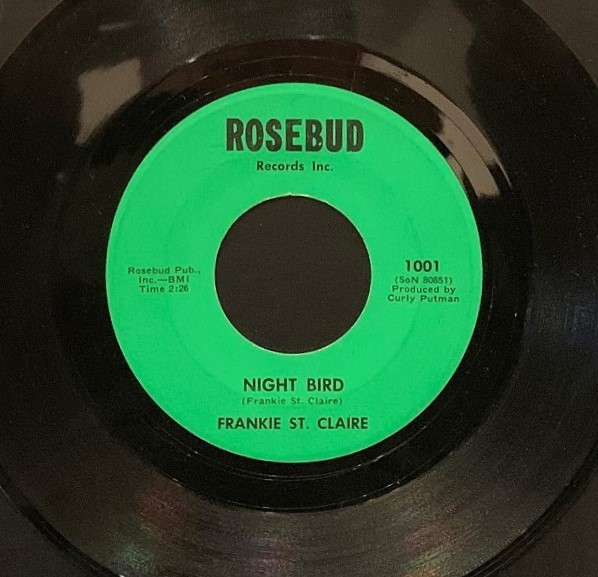 ROSEBUD
Records Inc.
Rosebud Pub.,
Inc.—BMI
Time 2:26
1001
(SoN 80851)
Produced by
Curly Putman
NIGHT BIRD
(Frankie St. Claire)
FRANKIE ST. CLAIRE